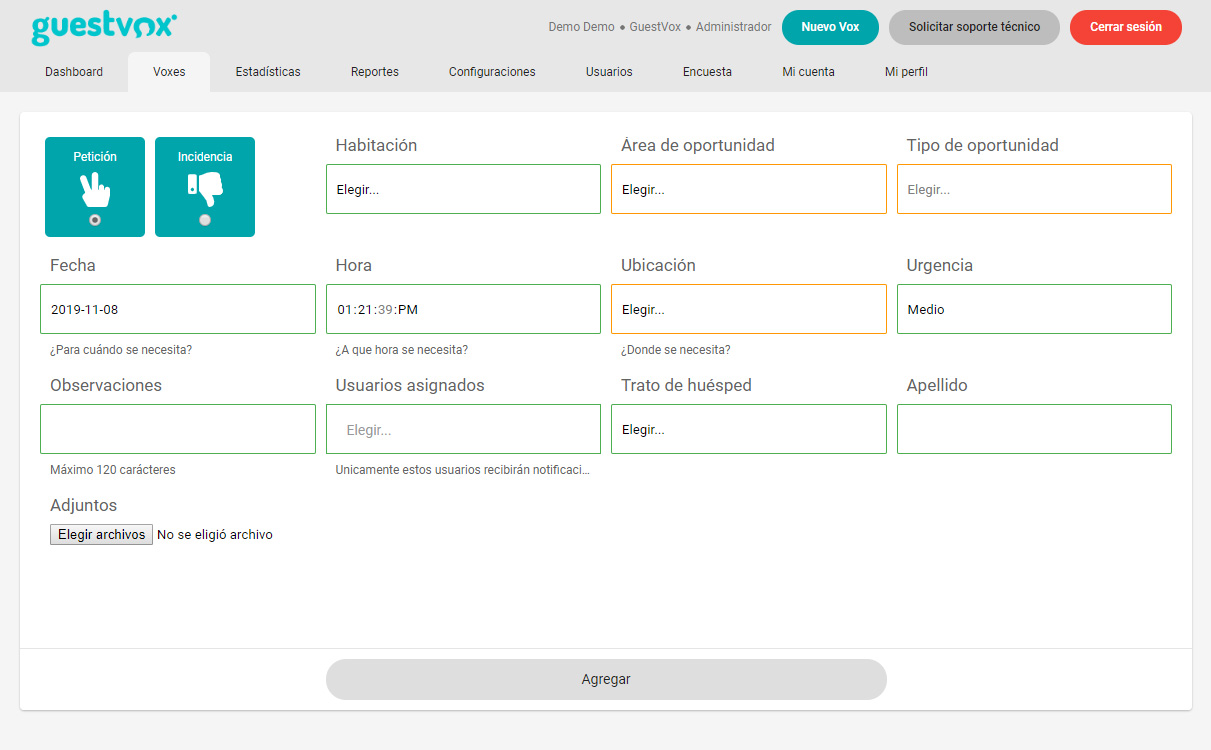 guestvox
Demo Demo • GuestVox • Administrador
Nuevo Vox
Solicitar soporte técnico
Cerrar sesión
Dashboard
Voxes
Estadísticas
Reportes
Configuraciones
Usuarios
Encuesta
Mi cuenta
Mi perfil
Petición
Incidencia
Habitación
Elegir...
Área de oportunidad
Elegir...
Tipo de oportunidad
Elegir...
Fecha
2019-11-08
¿Para cuándo se necesita?
Hora
01:21:39:PM
¿A que hora se necesita?
Ubicación
Elegir...
¿Donde se necesita?
Urgencia
Medio
Observaciones
Máximo 120 carácteres
Usuarios asignados
Elegir...
Unicamente estos usuarios recibirán notificaci...
Trato de huésped
Elegir...
Apellido
Adjuntos
Elegir archivos No se eligió archivo
Agregar